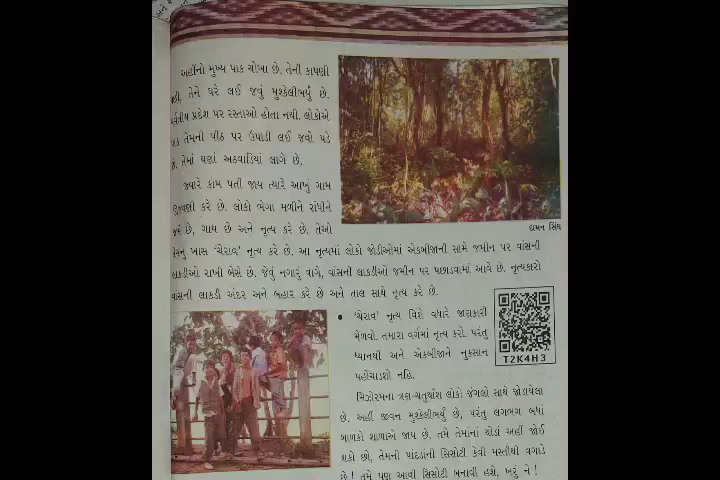 અહીંનો મુખ્ય પાક ચોખા છે. તેની કાપણી
તેને ઘરે લઈ જવું મુશ્કેલીભર્યું છે.
પ્રદેશ પર રસ્તાઓ હોતા નથી. લોકોએ
તેમની પીઠ પર ઉપાડી લઈ જવો પડે
છે. તેમાં ઘણાં અઠવાડિયાં લાગે છે.
જ્યારે કામ પતી જાય ત્યારે આખું ગામ
કરે છે. લોકો ભેગા મળીને રાંધીને
છે, ગાય છે અને નૃત્ય કરે છે. તેઓ
ખાસ ‘ચેરાવ’ નૃત્ય કરે છે. આ નૃત્યમાં લોકો જોડીઓમાં એકબીજાની સામે જમીન પર વાંસની
લાકડીઓ રાખી બેસે છે. જેવું નગારું વાગે, વાંસની લાકડીઓ જમીન પર પછાડવામાં આવે છે. નૃત્યકારો
વાંસની લાકડી અંદર અને બહાર કરે છે અને તાલ સાથે નૃત્ય કરે છે.
દામન સિંઘ
• ‘ચેરાવ’ નૃત્ય વિશે વધારે જાણકારી
મેળવો. તમારા વર્ગમાં નૃત્ય કરો. પરંતુ
ધ્યાનથી અને એકબીજાને નુકસાન
પહોંચાડશો નહિ.
T2K4H3
મિઝોરમના ત્રણ-ચતુર્થાંશ લોકો જંગલો સાથે જોડાયેલા
છે. અહીં જીવન મુશ્કેલીભર્યું છે, પરંતુ લગભગ બધાં
બાળકો શાળાએ જાય છે. તમે તેમાંનાં થોડાં અહીં જોઈ
શકો છો, તેમની પાંદડાંની સિસોટી કેવી મસ્તીથી વગાડે
છે ! તમે પણ આવી સિસોટી બનાવી હશે, ખરું ને !